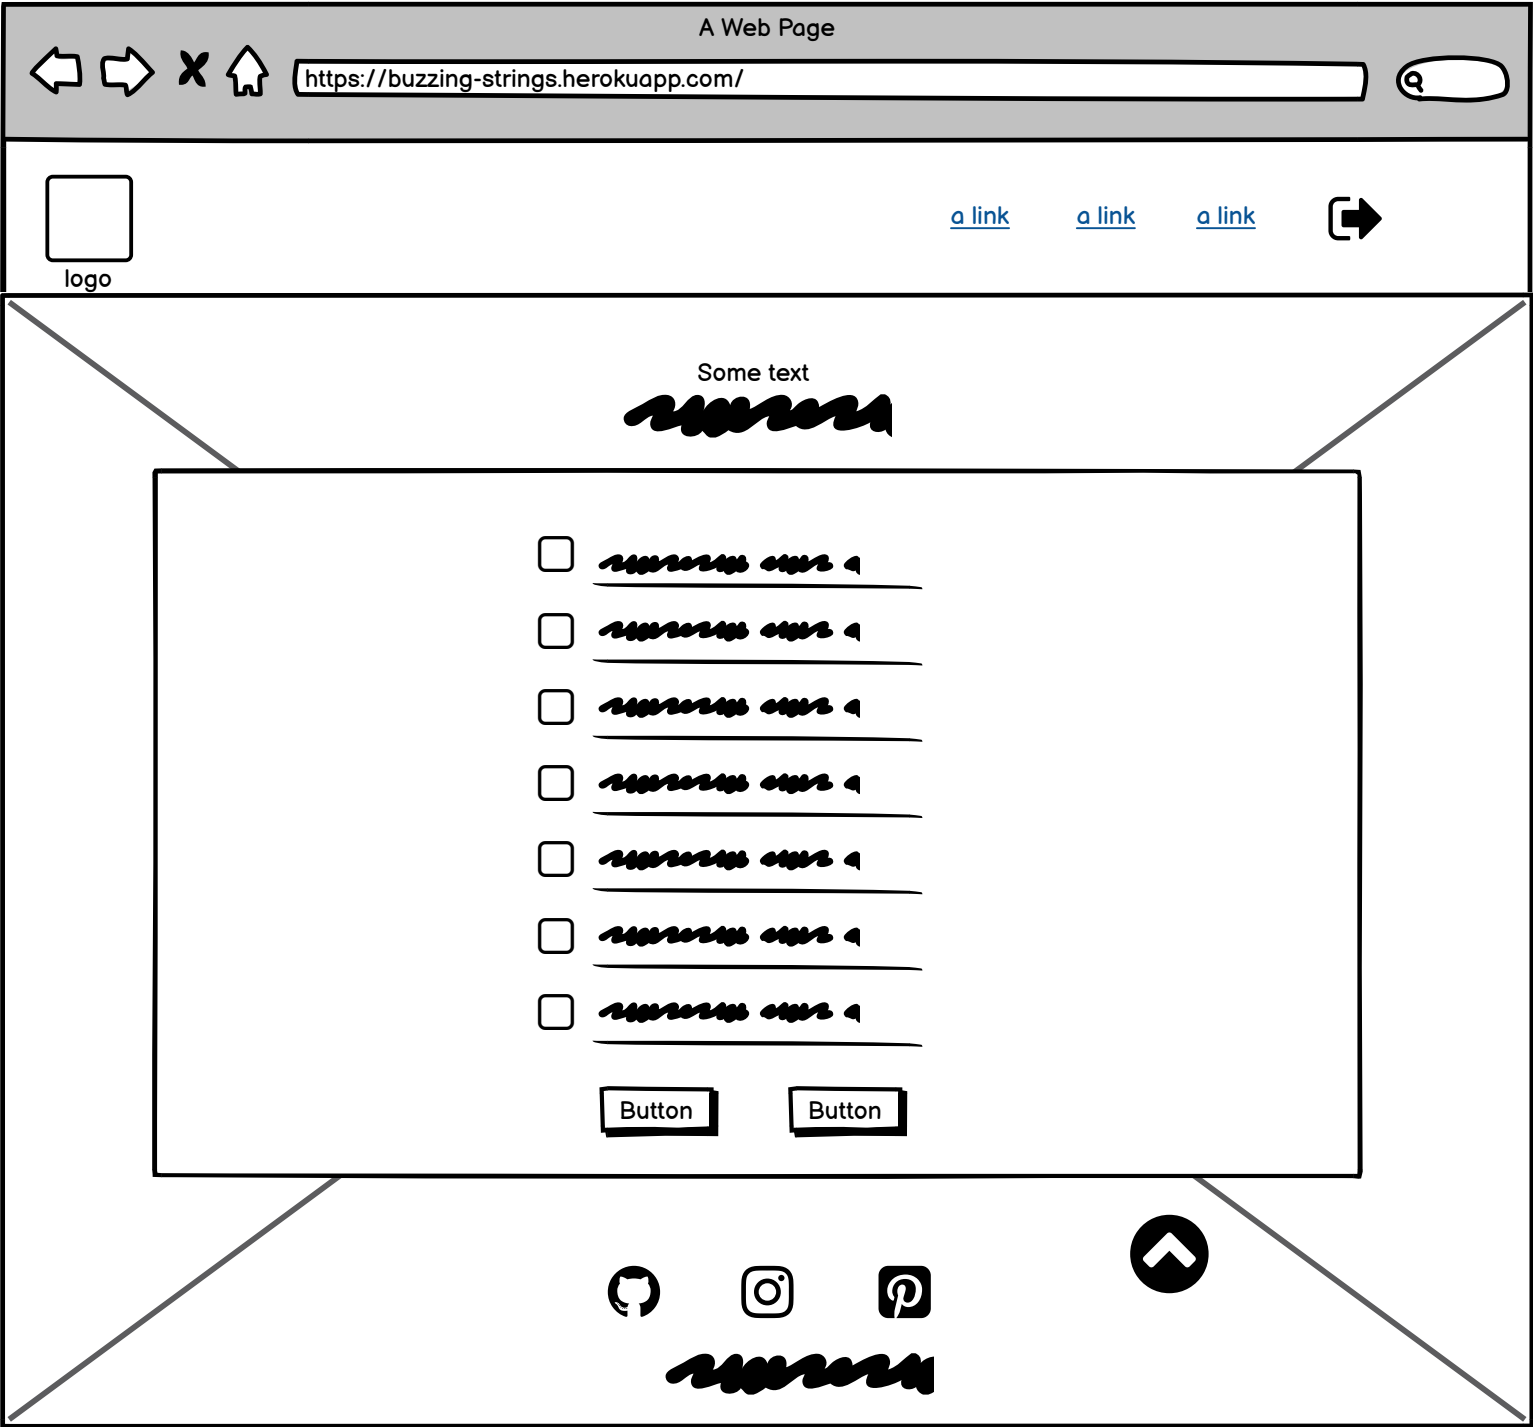 A Web Page
https://buzzing-strings.herokuapp.com/
a link a link a link
logo
Some text
Button Button